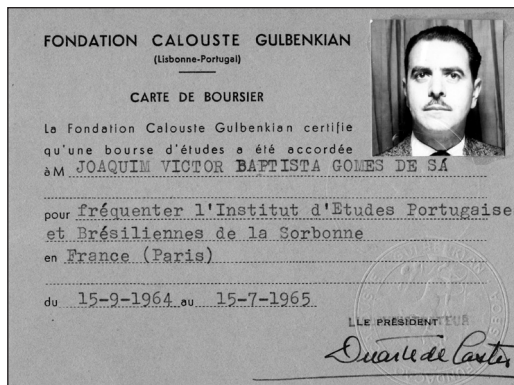 FONDATION CALOUSTE GULBENKIAN
(Lisbonne-Portugal)
CARTE DE BOURSIER
La Fondation Calouste Gulbenkian certifie
qu'une bourse d'études a été accordée
à M JOAQUIM VICTOR BAPTISTA GOMES DE SÁ
pour fréquenter l'Institut d'Etudes Portugaise
et Brésiliennes de la Sorbonne
en France (Paris)
du 15-9-1964 au 15-7-1965
LE PRÉSIDENT
Duarte de Castro